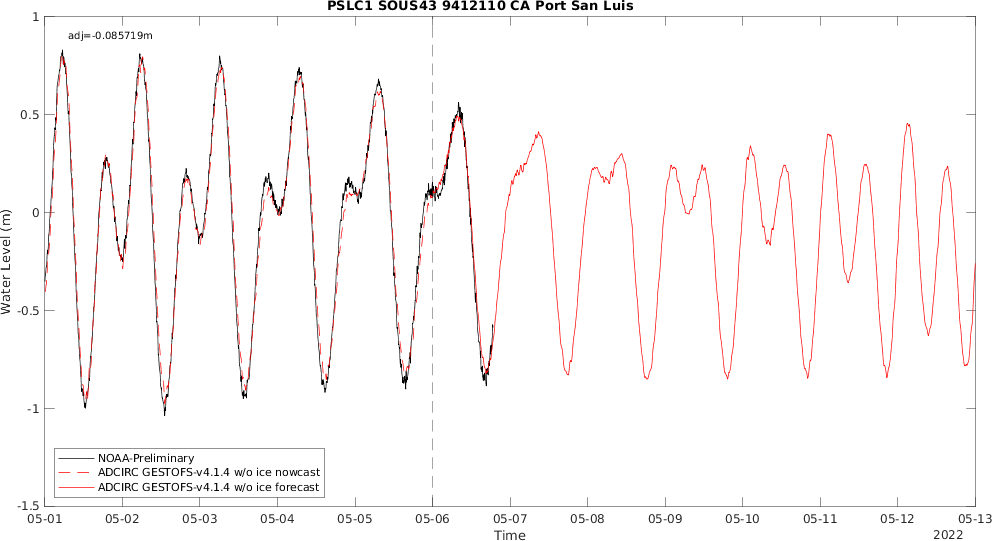 PSLC1 SOUS43 9412110 CA Port San Luis
adj=-0.085719m
1
0.5
0
-0.5
-1
-1.5
Water Level (m)
NOAA-Preliminary
ADCIRC GESTOFS-v4.1.4 w/o ice nowcast
ADCIRC GESTOFS-v4.1.4 w/o ice forecast
05-01 05-02 05-03 05-04 05-05 05-06 05-07 05-08 05-09 05-10 05-11 05-12 05-13
Time
2022